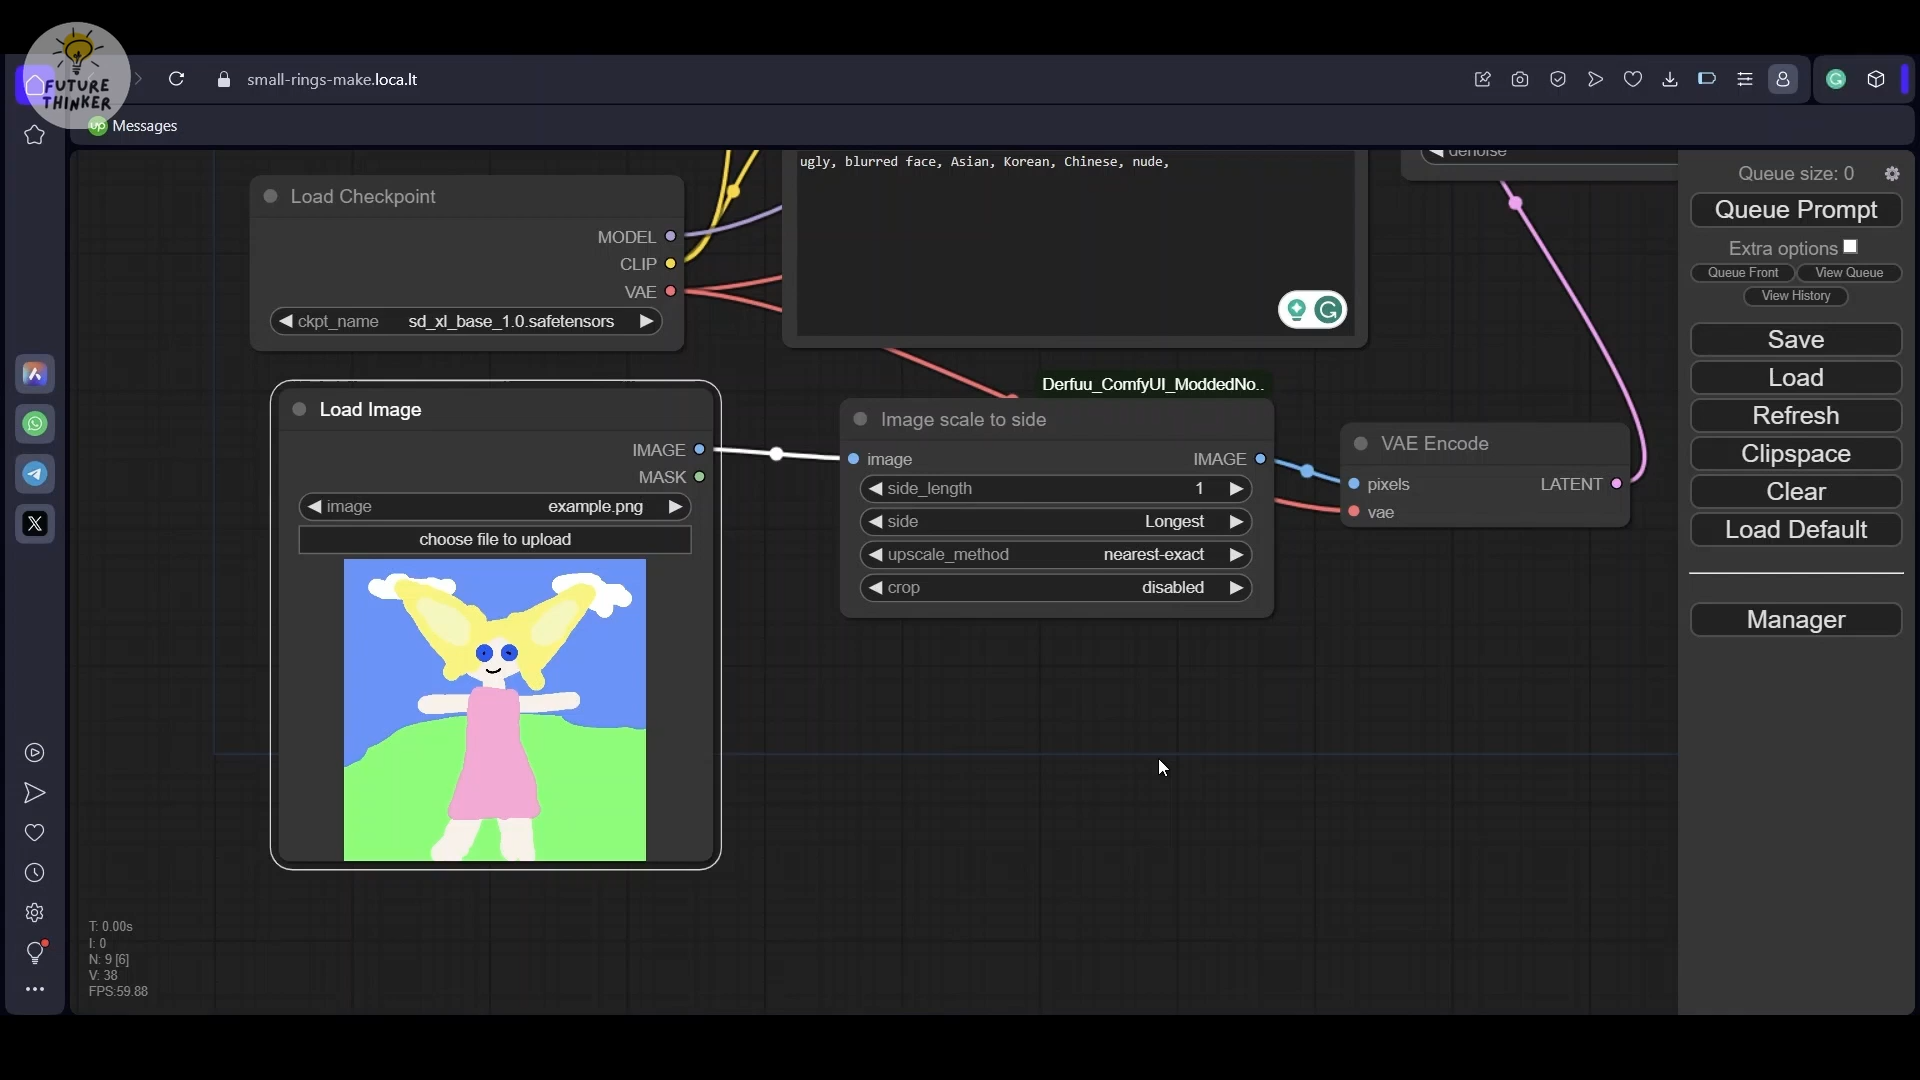 FUTURE
THINKER
small-rings-make.loca.lt
up Messages
ugly, blurred face, Asian, Korean, Chinese, nude,
denoise
Load Checkpoint
MODEL
CLIP
VAE
ckpt_name sd_xl_base_1.0.safetensors
Load Image
IMAGE
MASK
image example.png
choose file to upload
Derfuu_ComfyUI_ModdedNo..
Image scale to side
image IMAGE
side_length 1
side Longest
upscale_method nearest-exact
crop disabled
VAE Encode
pixels LATENT
vae
Queue size: 0
Queue Prompt
Extra options
Queue Front View Queue
View History
Save
Load
Refresh
Clipspace
Clear
Load Default
Manager
T: 0.00s
I: 0
N: 9 [6]
V: 38
FPS:59.88